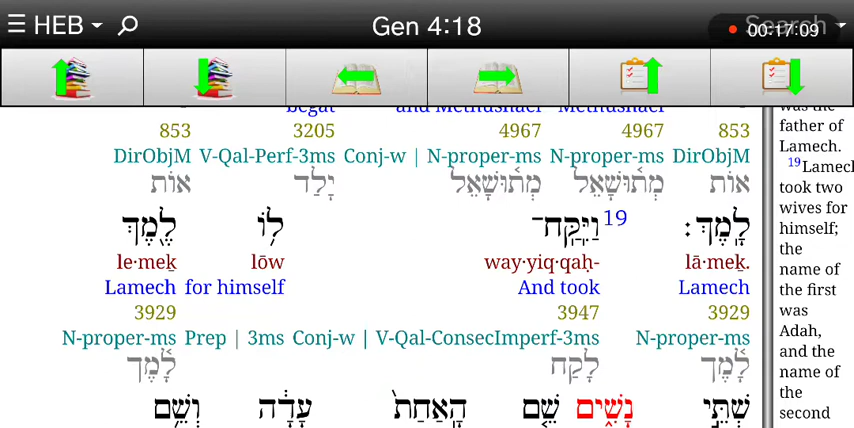 ☰ HEB Gen 4:18 Search
00:17:09
begat and Methushael Methushael
853 3205 4967 4967 853
DirObjM V-Qal-Perf-3ms Conj-w | N-proper-ms N-proper-ms DirObjM
אוֹת יָלַד מְתוּשָׁאֵל מְתוּשָׁאֵל אוֹת
לָֽמֶךְ׃ 19 וַיִּֽקַּֽח־ ל֥וֹ לֶ֖מֶךְ
le·meḵ lōw way·yiq·qaḥ- lā·meḵ.
Lamech for himself And took Lamech
3929 3947 3929
N-proper-ms Prep | 3ms Conj-w | V-Qal-ConsecImperf-3ms N-proper-ms
לֶמֶךְ לָקַח לֶמֶךְ
שְׁתֵּ֣י נָשִׁ֑ים שֵׁ֤ם הָֽאַחַת֙ עָדָ֔ה וְשֵׁ֥ם
was the
father of
Lamech.
19Lamech
took two
wives for
himself;
the
name of
the first
was
Adah,
and the
name of
the
second